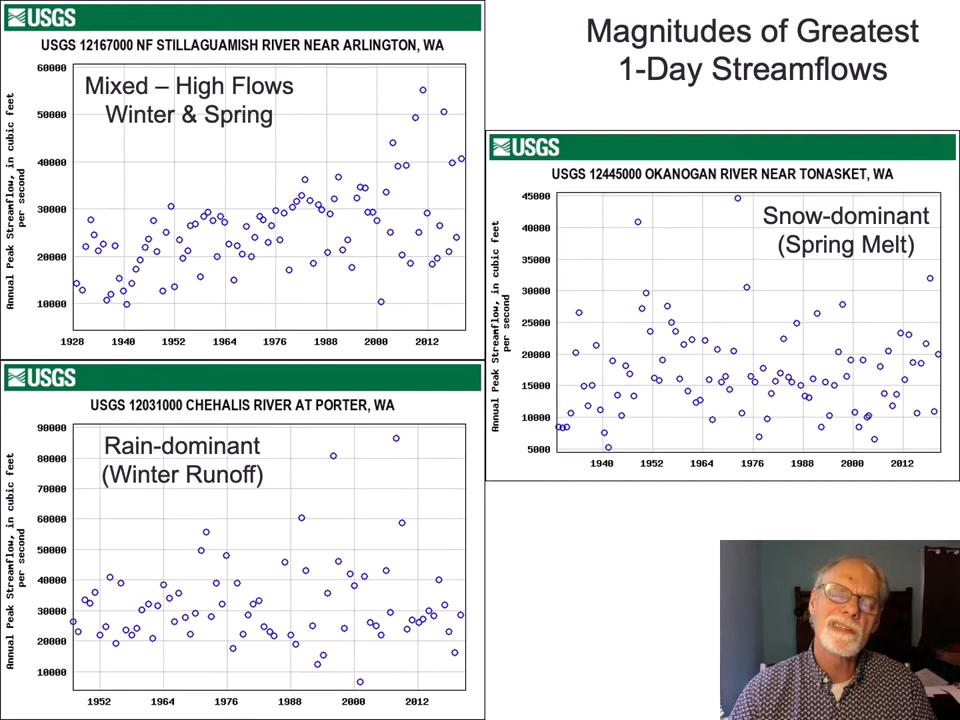 Magnitudes of Greatest
1-Day Streamflows
USGS
USGS 12167000 NF STILLAGUAMISH RIVER NEAR ARLINGTON, WA
Mixed – High Flows
Winter & Spring
Annual Peak Streamflow, in cubic feet
per second
60000
50000
40000
30000
20000
10000
1928 1940 1952 1964 1976 1988 2000 2012
USGS
USGS 12445000 OKANOGAN RIVER NEAR TONASKET, WA
Snow-dominant
(Spring Melt)
Annual Peak Streamflow, in cubic feet
per second
45000
40000
35000
30000
25000
20000
15000
10000
5000
1940 1952 1964 1976 1988 2000 2012
USGS
USGS 12031000 CHEHALIS RIVER AT PORTER, WA
Rain-dominant
(Winter Runoff)
Annual Peak Streamflow, in cubic feet
per second
90000
80000
70000
60000
50000
40000
30000
20000
10000
1952 1964 1976 1988 2000 2012